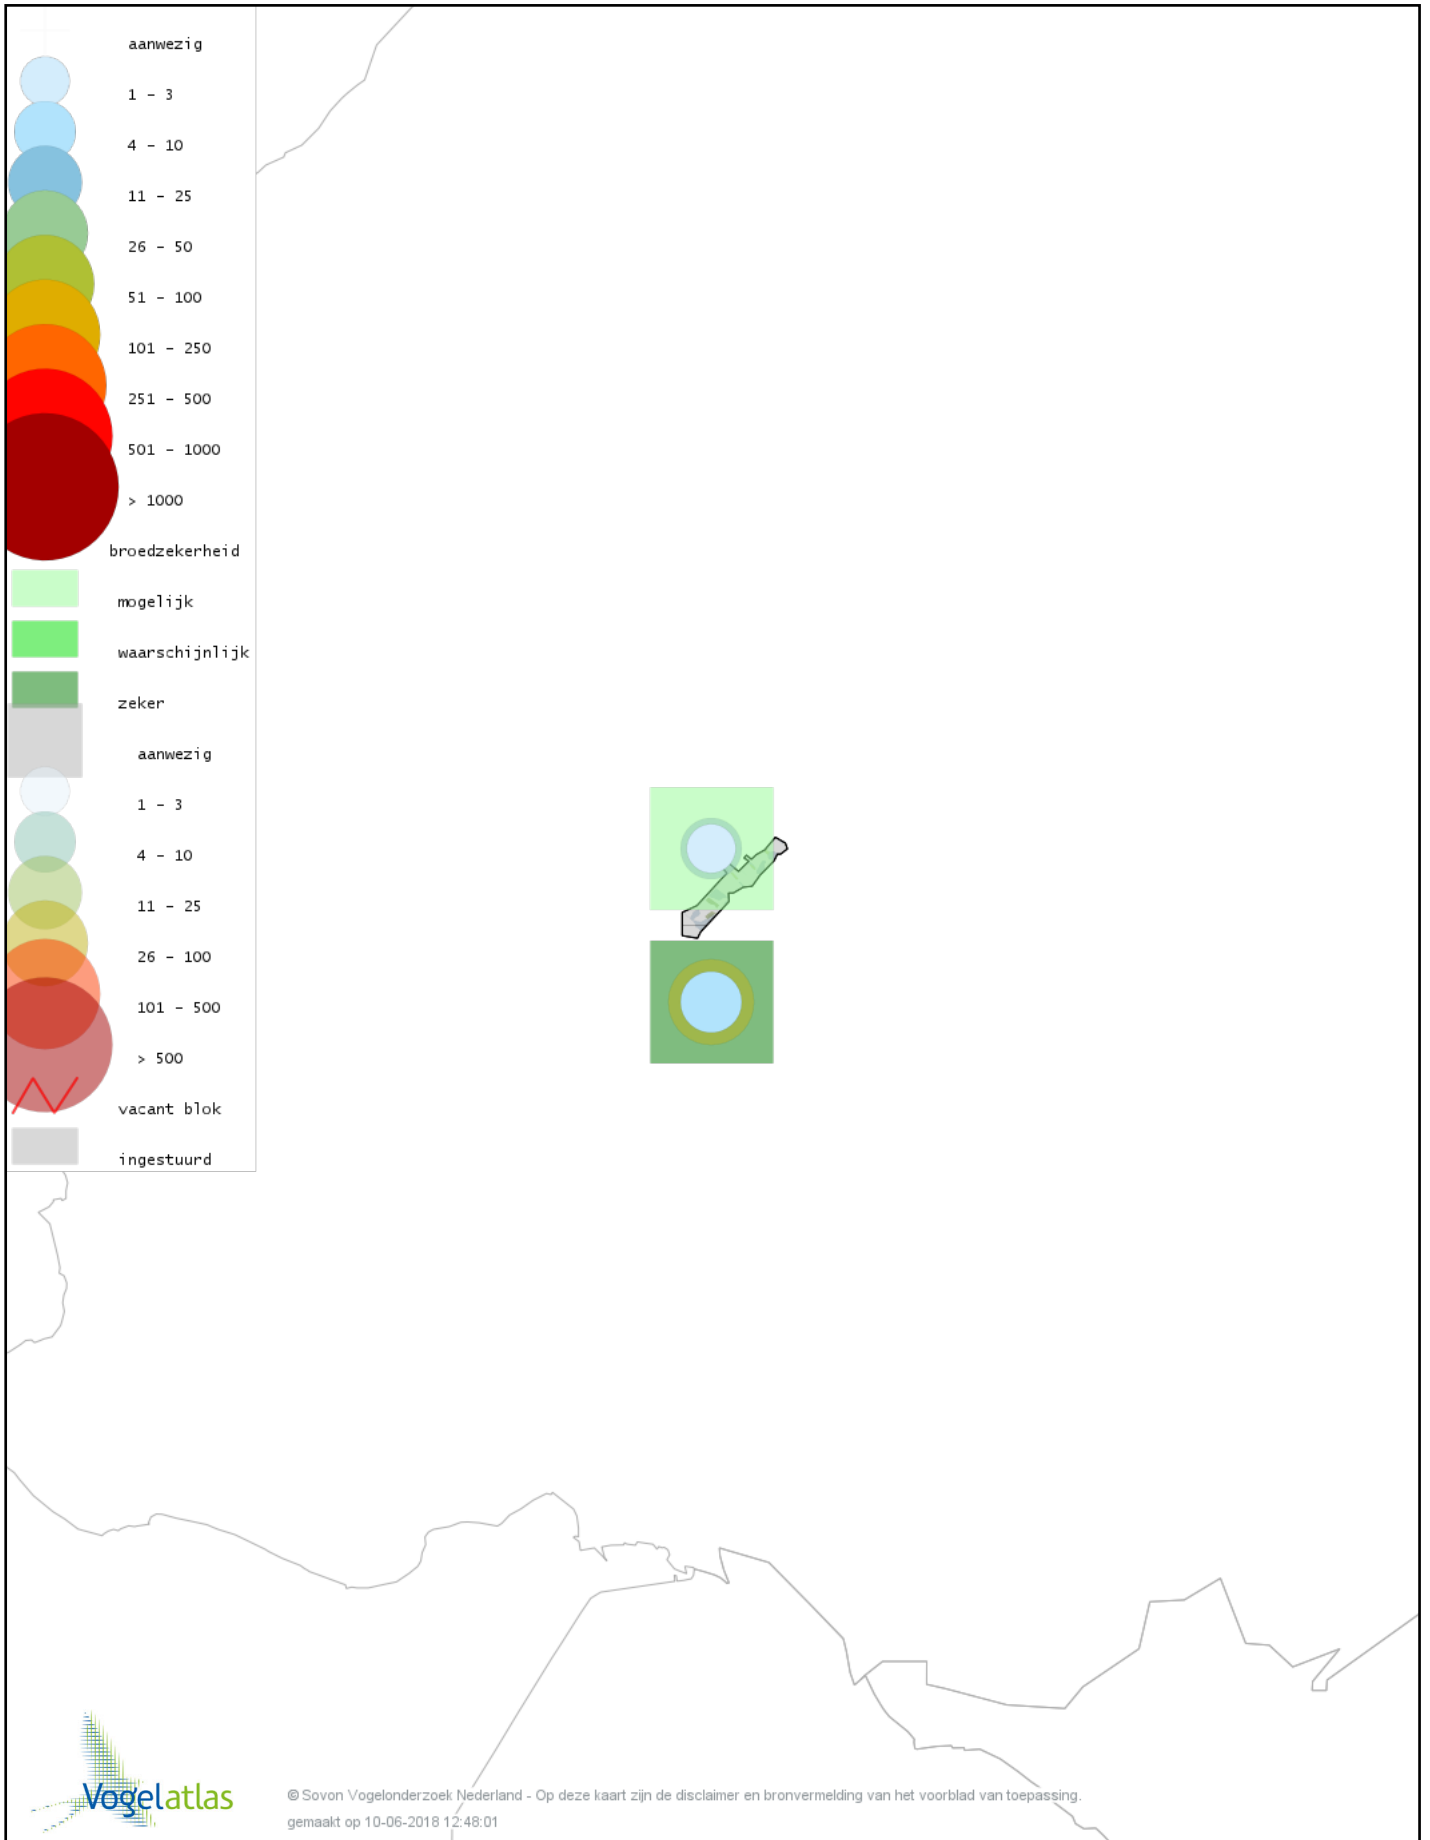 aanwezig
1 - 3
4 - 10
11 - 25
26 - 50
51 - 100
101 - 250
251 - 500
501 - 1000
> 1000
broedzekerheid
mogelijk
waarschijnlijk
zeker
aanwezig
1 - 3
4 - 10
11 - 25
26 - 100
101 - 500
> 500
vacant blok
ingestuurd
Vogelatlas
© Sovon Vogelonderzoek Nederland - Op deze kaart zijn de disclaimer en bronvermelding van het voorblad van toepassing.
gemaakt op 10-06-2018 12:48:01